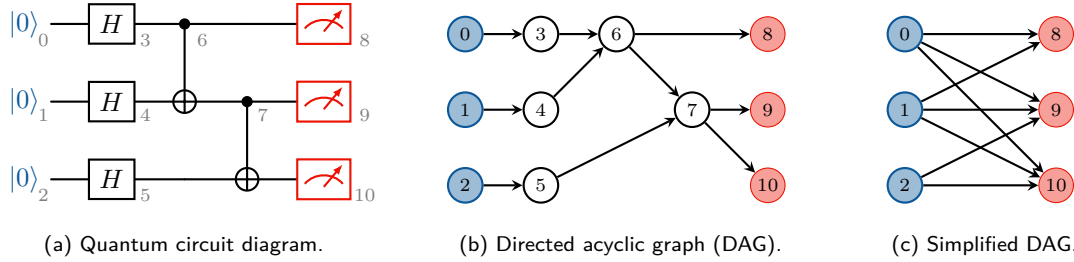 |0⟩ 0 H 3 6 8
|0⟩ 1 H 4 7 9
|0⟩ 2 H 5 10
(a) Quantum circuit diagram.
0 3 6 8
1 4 7 9
2 5 10
(b) Directed acyclic graph (DAG).
0 8
1 9
2 10
(c) Simplified DAG.